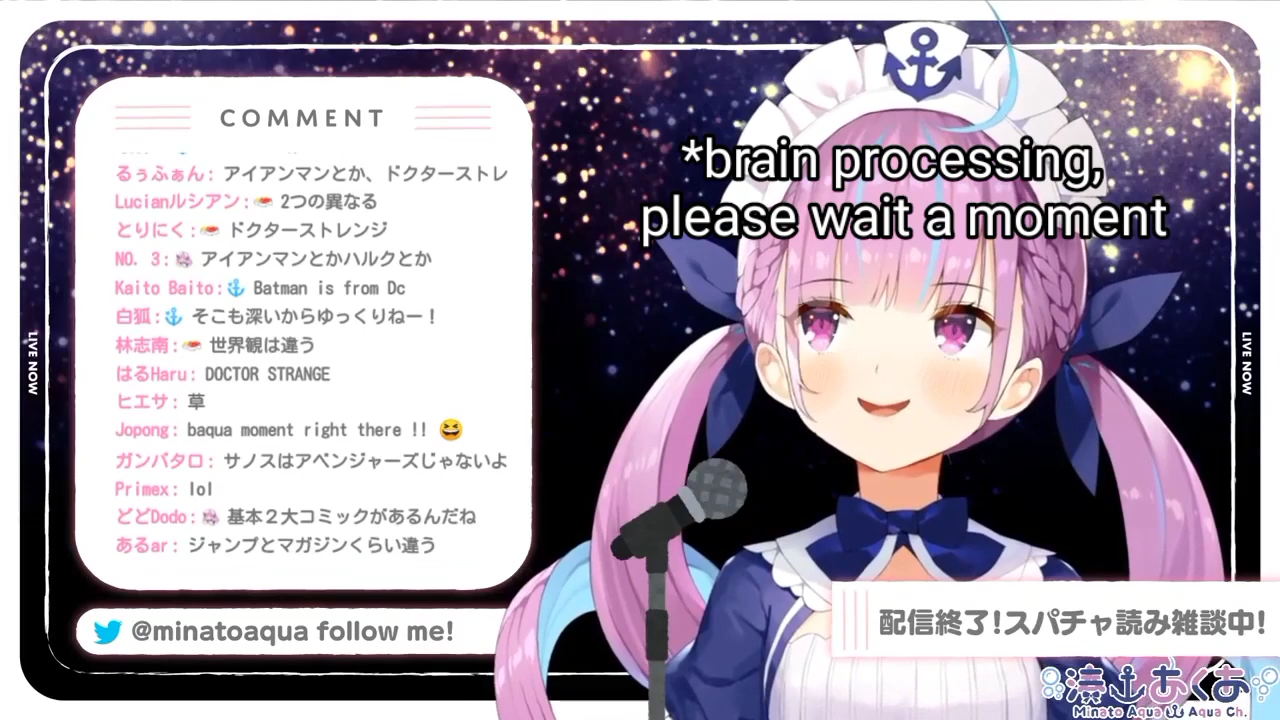 COMMENT
るぅふぁん: アイアンマンとか、ドクターストレ
Lucianルシアン: 2つの異なる
とりにく: ドクターストレンジ
NO. 3: アイアンマンとかハルクとか
Kaito Baito: Batman is from Dc
白狐: そこも深いからゆっくりねー！
林志南: 世界観は違う
はるHaru: DOCTOR STRANGE
ヒエサ: 草
Jopong: baqua moment right there !! 😆
ガンバタロ: サノスはアベンジャーズじゃないよ
Primex: lol
どどDodo: 基本２大コミックがあるんだね
あるar: ジャンプとマガジンくらい違う
@minatoaqua follow me!
*brain processing,
please wait a moment
LIVE NOW
LIVE NOW
配信終了!スパチャ読み雑談中!
湊あくあ
Minato Aqua Aqua Ch.